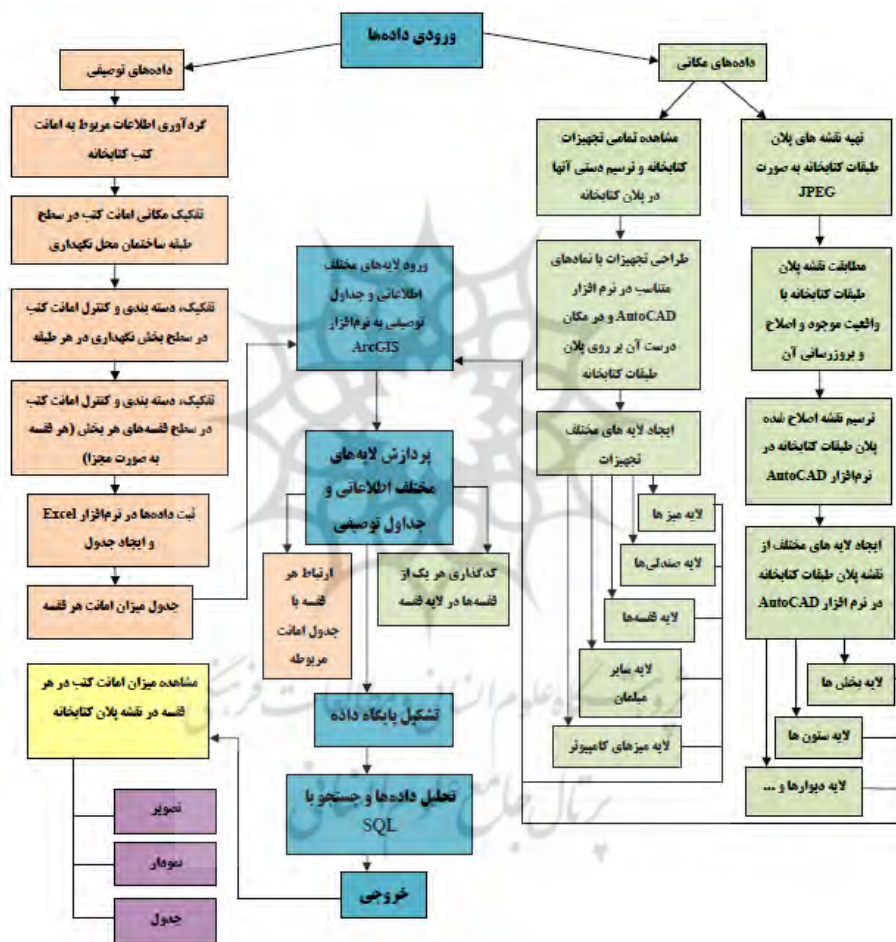 ورودی داده‌ها
داده‌های مکانی
داده‌های توصیفی
تهیه نقشه های پلان
طبقات کتابخانه به صورت
JPEG
مطابقت نقشه پلان
طبقات کتابخانه با
واقعیت موجود و اصلاح
و بروزرسانی آن
ترسیم نقشه اصلاح شده
پلان طبقات کتابخانه در
نرم‌افزار AutoCAD
ایجاد لایه های مختلف از
نقشه پلان طبقات کتابخانه
در نرم افزار AutoCAD
لایه بخش ها
لایه ستون ها
لایه دیوارها و ...
مشاهده تمامی تجهیزات
کتابخانه و ترسیم دستی آنها
در پلان کتابخانه
طراحی تجهیزات با نمادهای
متناسب در نرم افزار
AutoCAD و در مکان
درست آن بر روی پلان
طبقات کتابخانه
ایجاد لایه های مختلف
تجهیزات
لایه میز ها
لایه صندلی‌ها
لایه قفسه‌ها
لایه سایر
مبلمان
لایه میزهای کامپیوتر
گردآوری اطلاعات مربوط به امانت
کتب کتابخانه
تفکیک مکانی امانت کتب در سطح
طبقه ساختمان محل نگهداری
تفکیک، دسته بندی و کنترل امانت کتب
در سطح بخش نگهداری در هر طبقه
تفکیک، دسته بندی و کنترل امانت کتب
در سطح قفسه‌های هر بخش (هر قفسه
به صورت مجزا)
ثبت داده‌ها در نرم‌افزار Excel
و ایجاد جدول
جدول میزان امانت هر قفسه
ورود لایه‌های مختلف
اطلاعاتی و جداول
توصیفی به نرم‌افزار
ArcGIS
پردازش لایه‌های
مختلف اطلاعاتی و
جداول توصیفی
کدگذاری هر یک از
قفسه‌ها در لایه قفسه
ارتباط هر
قفسه با
جدول امانت
مربوطه
تشکیل پایگاه داده
تحلیل داده‌ها و جستجو با
SQL
خروجی
مشاهده میزان امانت کتب در هر
قفسه در نقشه پلان کتابخانه
تصویر
نمودار
جدول
پژوهشگاه علوم انسانی و مطالعات فرهنگی
پرتال جامع علوم انسانی